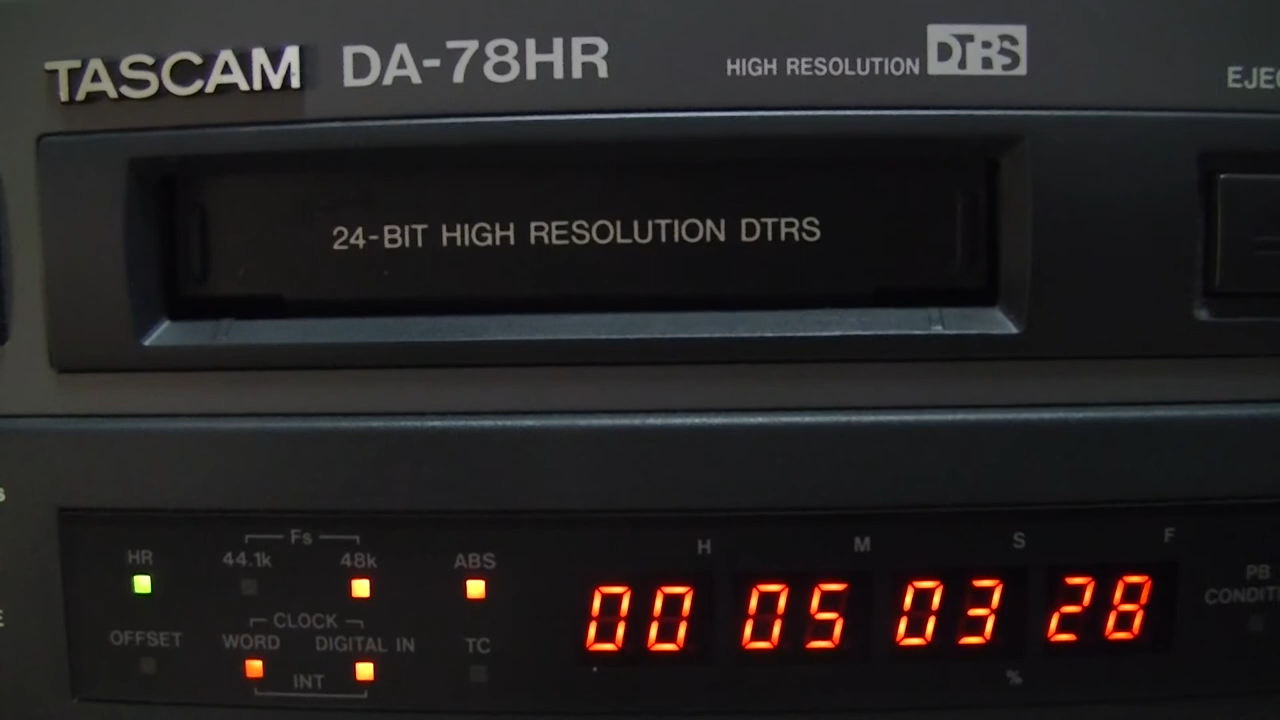 TASCAM DA-78HR HIGH RESOLUTION DTRS
EJEC
24-BIT HIGH RESOLUTION DTRS
H M S F
Fs
HR 44.1k 48k ABS
PB
CONDITI
00 05 03 28
CLOCK
OFFSET WORD DIGITAL IN TC
INT
%